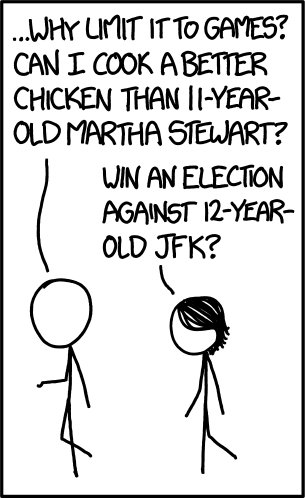 ...WHY LIMIT IT TO GAMES?
CAN I COOK A BETTER
CHICKEN THAN 11-YEAR-
OLD MARTHA STEWART?
WIN AN ELECTION
AGAINST 12-YEAR-
OLD JFK?